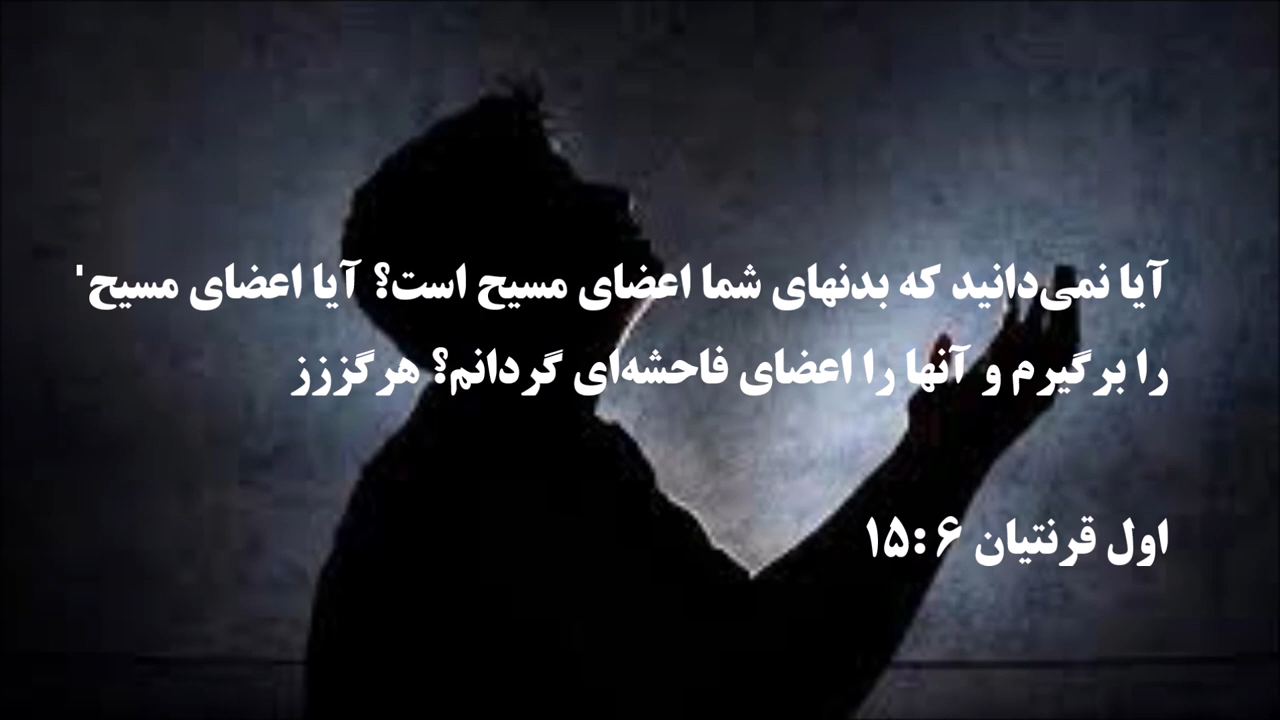 آیا نمی‌دانید که بدنهای شما اعضای مسیح است؟ آیا اعضای مسیح'
را برگیرم و آنها را اعضای فاحشه‌ای گردانم؟ هرگززز
اول قرنتیان ۶:۱۵